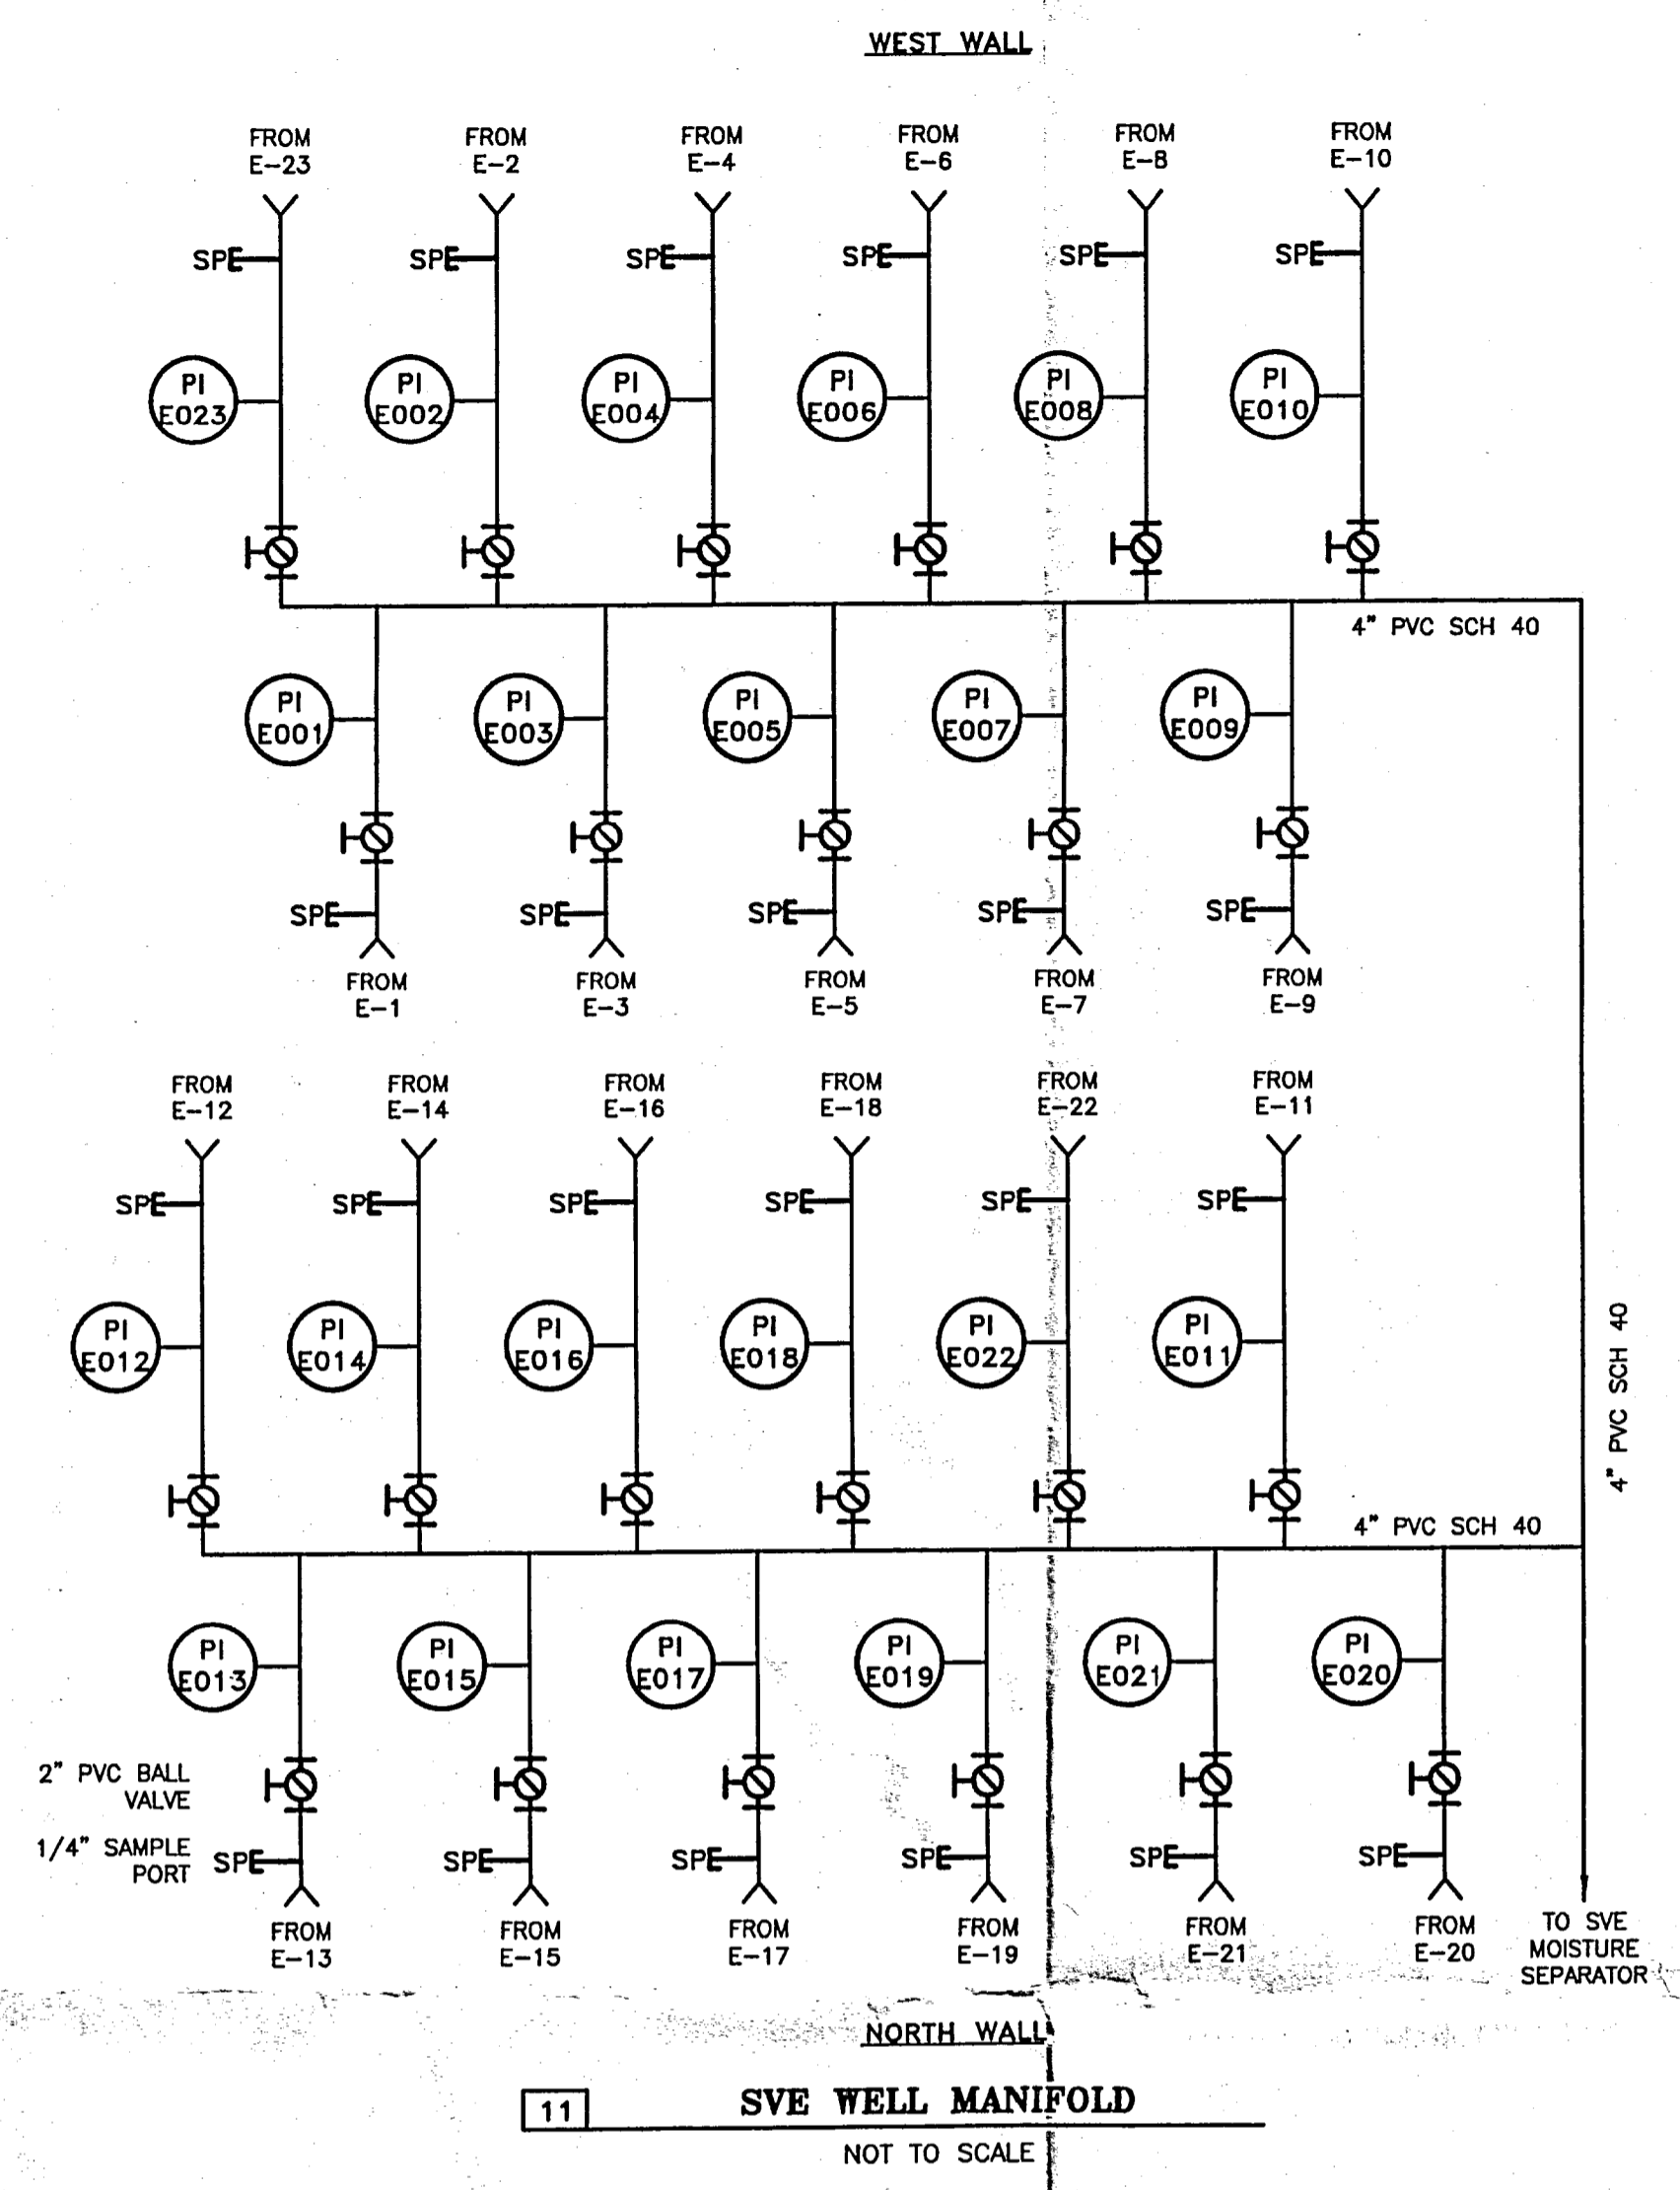 WEST WALL
FROM
E-23
FROM
E-2
FROM
E-4
FROM
E-6
FROM
E-8
FROM
E-10
SP
SP
SP
SP
SP
SP
PI
E023
PI
E002
PI
E004
PI
E006
PI
E008
PI
E010
4" PVC SCH 40
PI
E001
PI
E003
PI
E005
PI
E007
PI
E009
SP
SP
SP
SP
SP
FROM
E-1
FROM
E-3
FROM
E-5
FROM
E-7
FROM
E-9
FROM
E-12
FROM
E-14
FROM
E-16
FROM
E-18
FROM
E-22
FROM
E-11
SP
SP
SP
SP
SP
SP
PI
E012
PI
E014
PI
E016
PI
E018
PI
E022
PI
E011
4" PVC SCH 40
4" PVC SCH 40
PI
E013
PI
E015
PI
E017
PI
E019
PI
E021
PI
E020
2" PVC BALL
VALVE
1/4" SAMPLE
PORT
SP
SP
SP
SP
SP
SP
FROM
E-13
FROM
E-15
FROM
E-17
FROM
E-19
FROM
E-21
FROM
E-20
TO SVE
MOISTURE
SEPARATOR
NORTH WALL
11
SVE WELL MANIFOLD
NOT TO SCALE